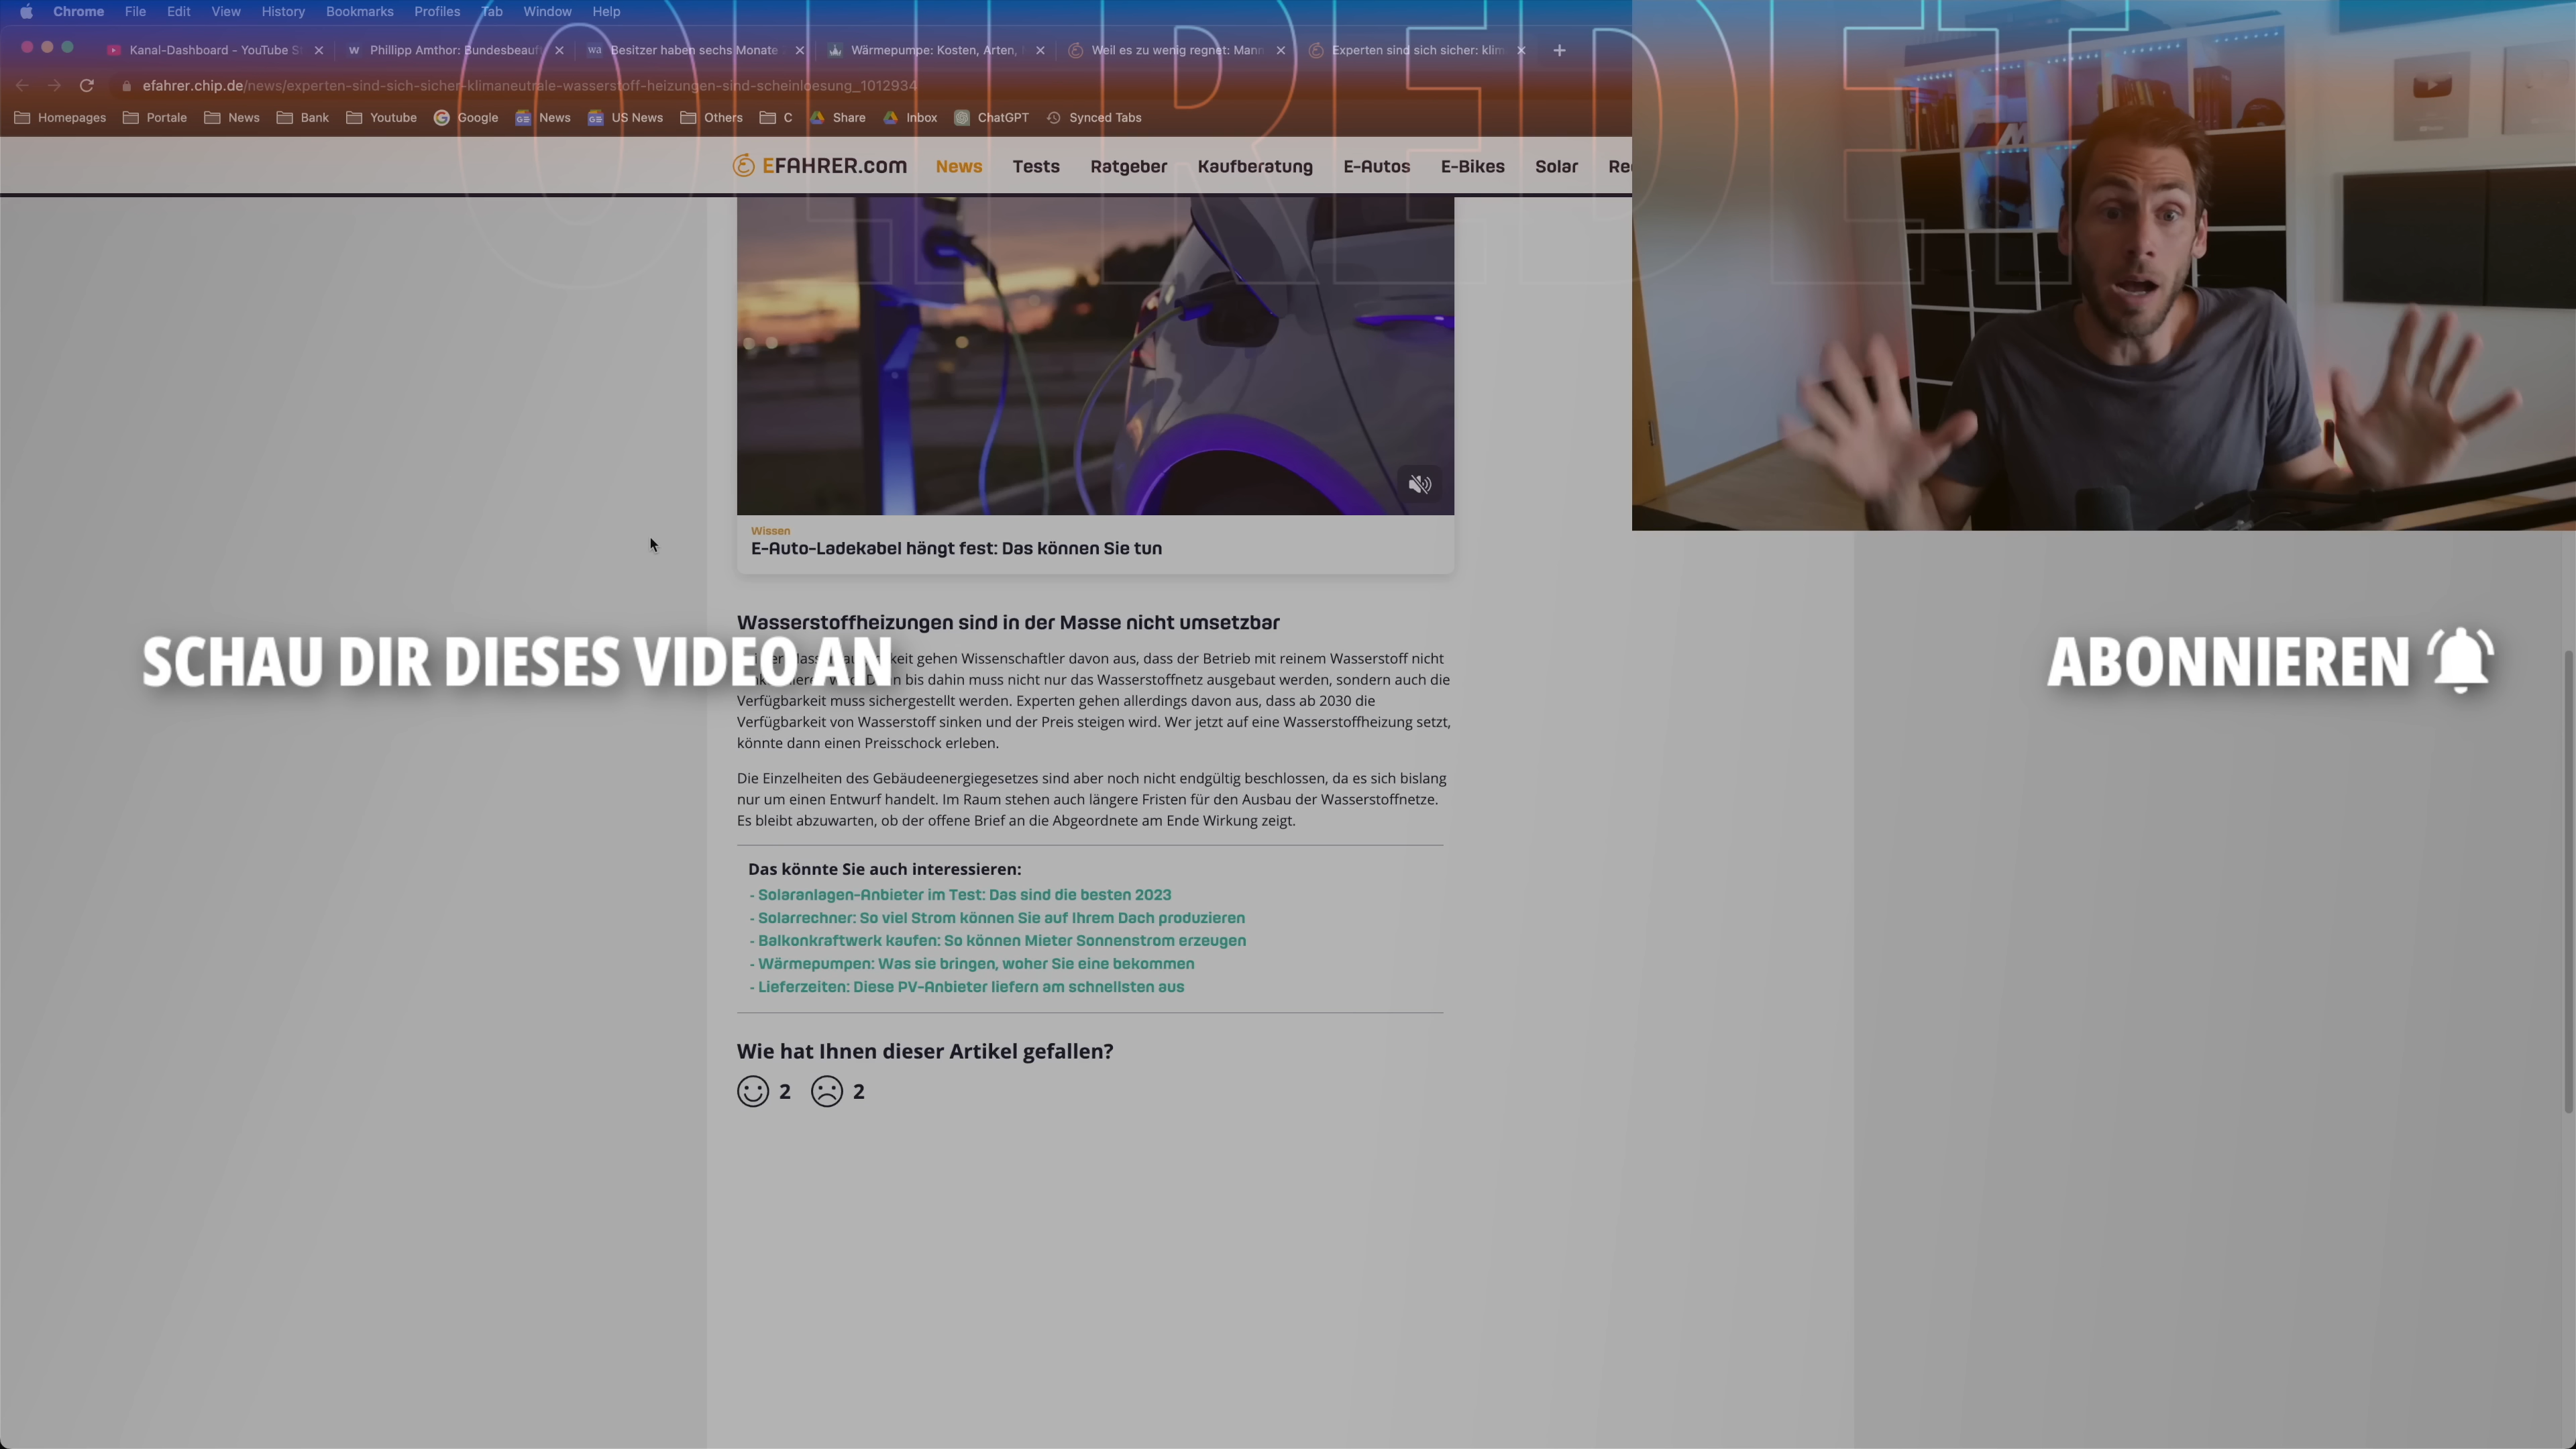 Chrome File Edit View History Bookmarks Profiles Tab Window Help
OLLI REDET
Kanal-Dashboard - YouTube S
Phillipp Amthor: Bundesbeauf
Besitzer haben sechs Monate
Wärmepumpe: Kosten, Arten,
Weil es zu wenig regnet: Mann
Experten sind sich sicher: klim
efahrer.chip.de/news/experten-sind-sich-sicher-klimaneutrale-wasserstoff-heizungen-sind-scheinloesung_1012934
Homepages Portale News Bank Youtube Google News US News Others C Share Inbox ChatGPT Synced Tabs
EFAHRER.com News Tests Ratgeber Kaufberatung E-Autos E-Bikes Solar
Wissen
E-Auto-Ladekabel hängt fest: Das können Sie tun
Wasserstoffheizungen sind in der Masse nicht umsetzbar
SCHAU DIR DIESES VIDEO AN
ABONNIEREN
gehen Wissenschaftler davon aus, dass der Betrieb mit reinem Wasserstoff nicht
bis dahin muss nicht nur das Wasserstoffnetz ausgebaut werden, sondern auch die
Verfügbarkeit muss sichergestellt werden. Experten gehen allerdings davon aus, dass ab 2030 die
Verfügbarkeit von Wasserstoff sinken und der Preis steigen wird. Wer jetzt auf eine Wasserstoffheizung setzt,
könnte dann einen Preisschock erleben.
Die Einzelheiten des Gebäudeenergiegesetzes sind aber noch nicht endgültig beschlossen, da es sich bislang
nur um einen Entwurf handelt. Im Raum stehen auch längere Fristen für den Ausbau der Wasserstoffnetze.
Es bleibt abzuwarten, ob der offene Brief an die Abgeordnete am Ende Wirkung zeigt.
Das könnte Sie auch interessieren:
- Solaranlagen-Anbieter im Test: Das sind die besten 2023
- Solarrechner: So viel Strom können Sie auf Ihrem Dach produzieren
- Balkonkraftwerk kaufen: So können Mieter Sonnenstrom erzeugen
- Wärmepumpen: Was sie bringen, woher Sie eine bekommen
- Lieferzeiten: Diese PV-Anbieter liefern am schnellsten aus
Wie hat Ihnen dieser Artikel gefallen?
2 2